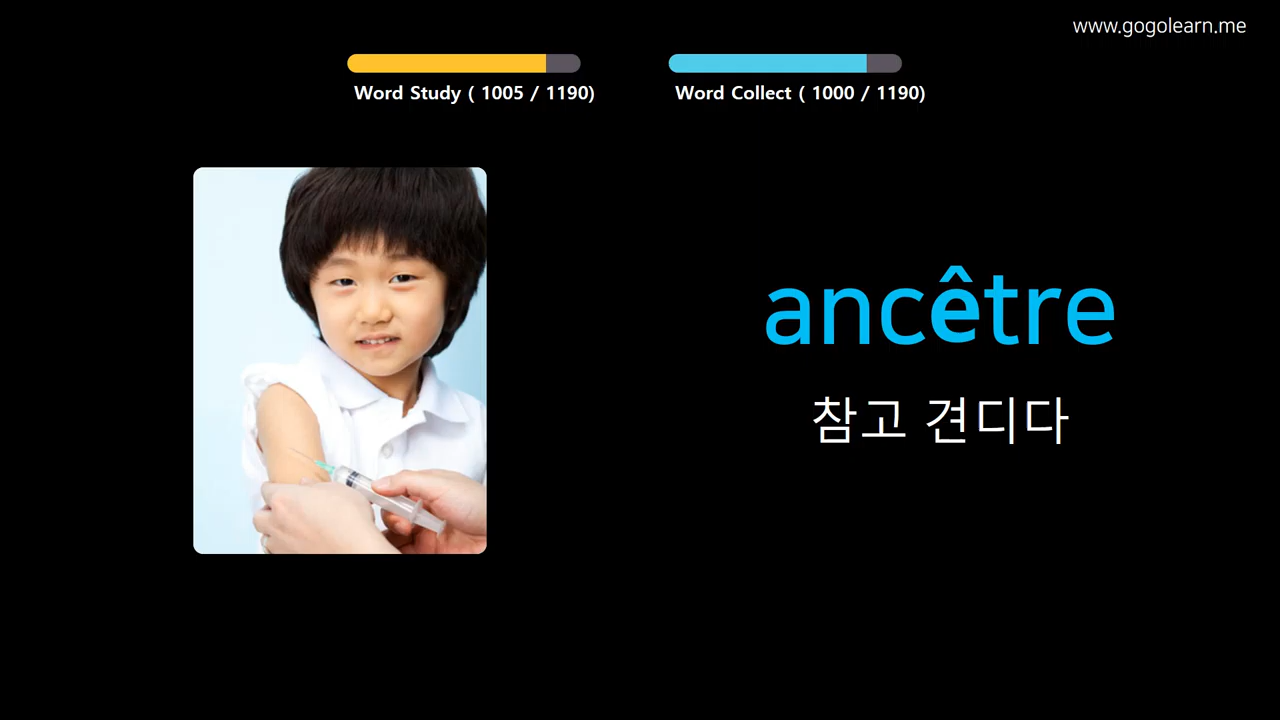 www.gogolearn.me
Word Study ( 1005 / 1190)
Word Collect ( 1000 / 1190)
ancêtre
참고 견디다